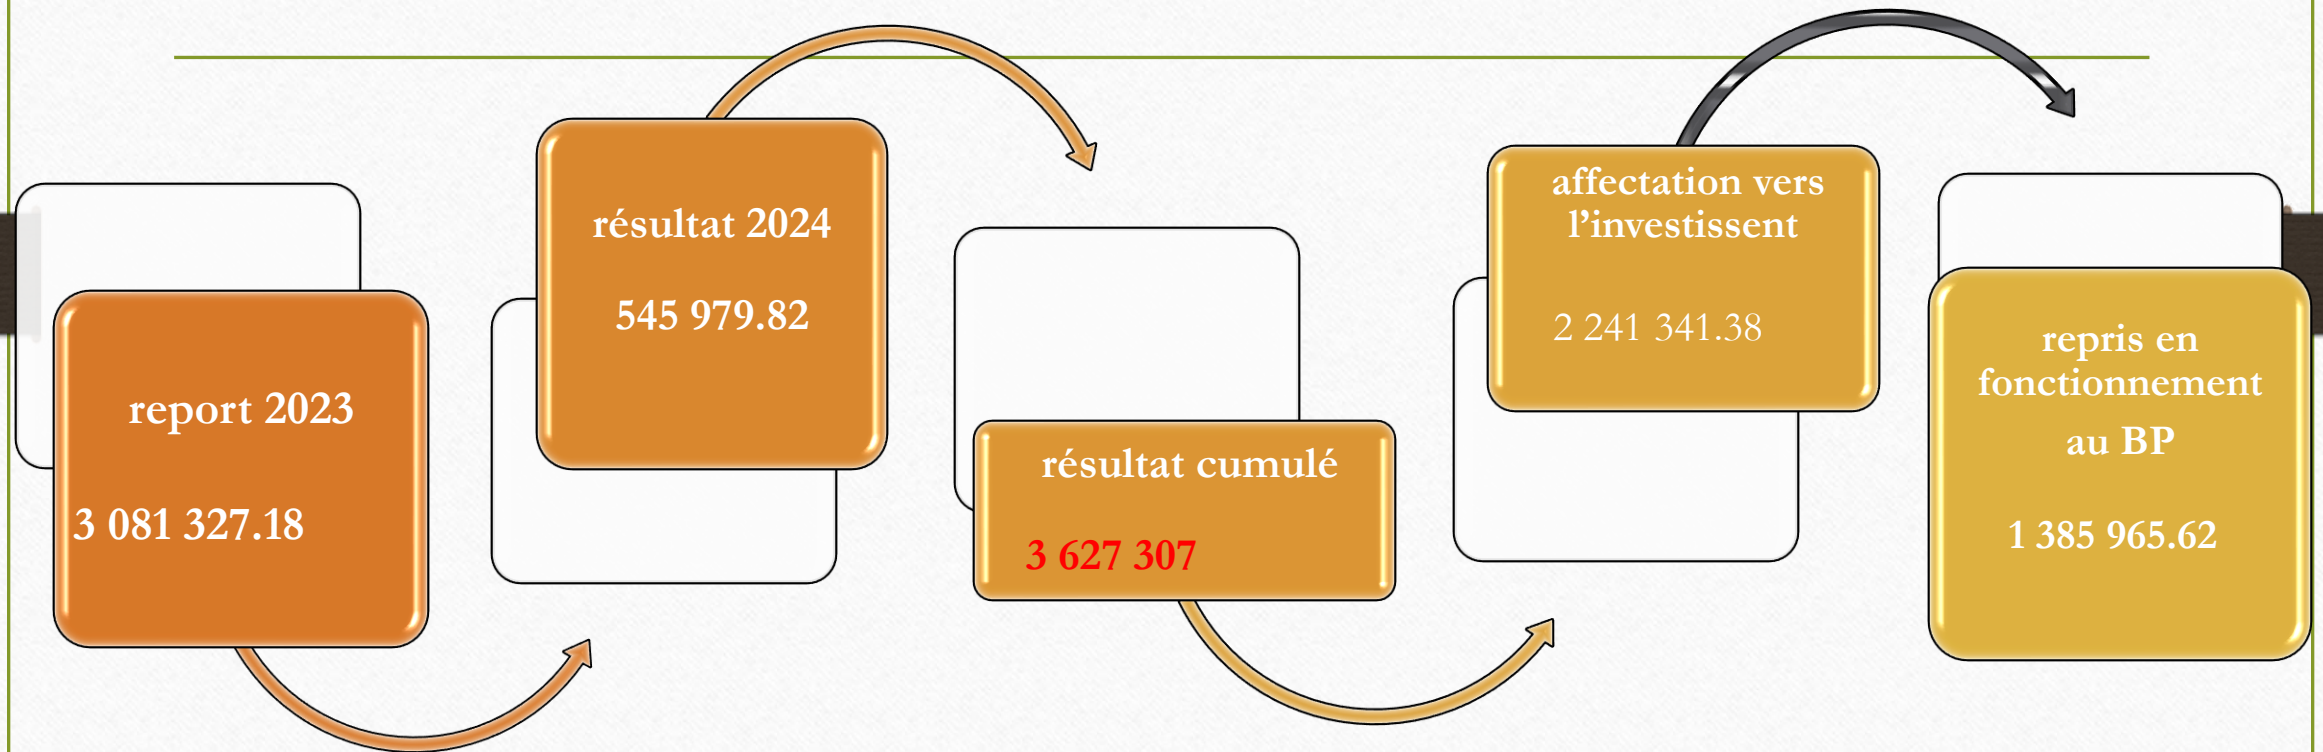 report 2023
3 081 327.18
résultat 2024
545 979.82
résultat cumulé
3 627 307
affectation vers
l’investissent
2 241 341.38
repris en
fonctionnement
au BP
1 385 965.62